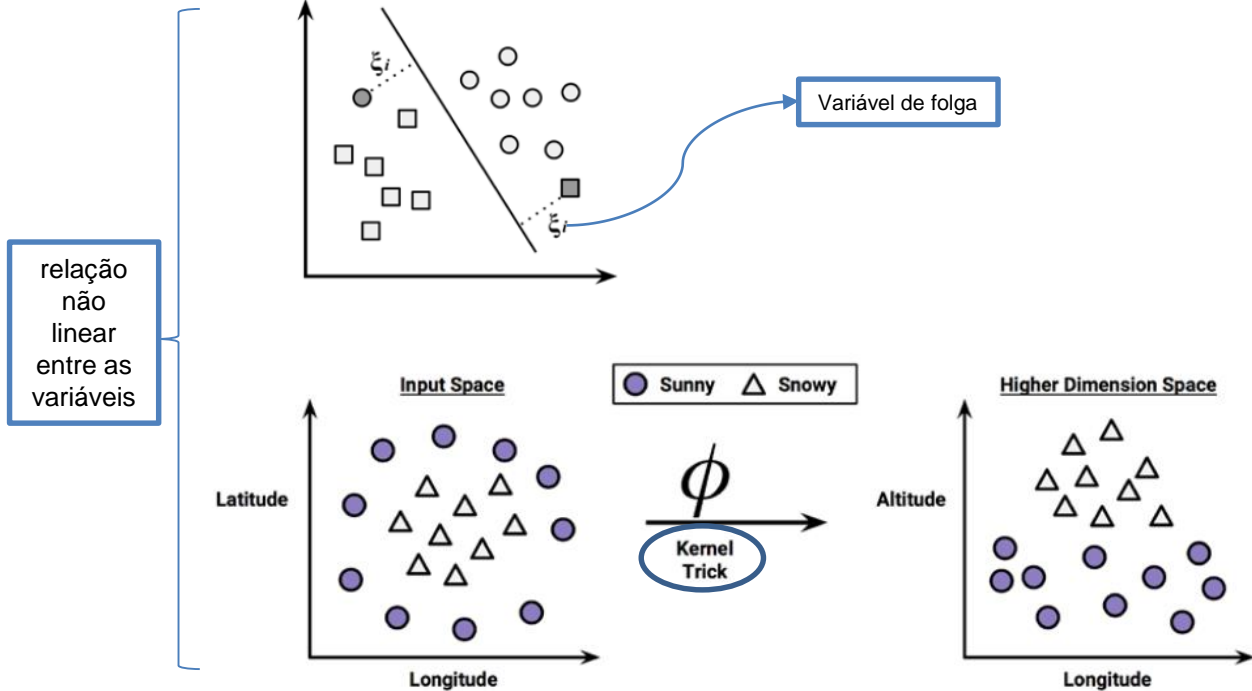 ξi
Variável de folga
ξi
relação
não
linear
entre as
variáveis
Input Space
Sunny
Snowy
Higher Dimension Space
Latitude
ϕ
Altitude
Kernel
Trick
Longitude
Longitude